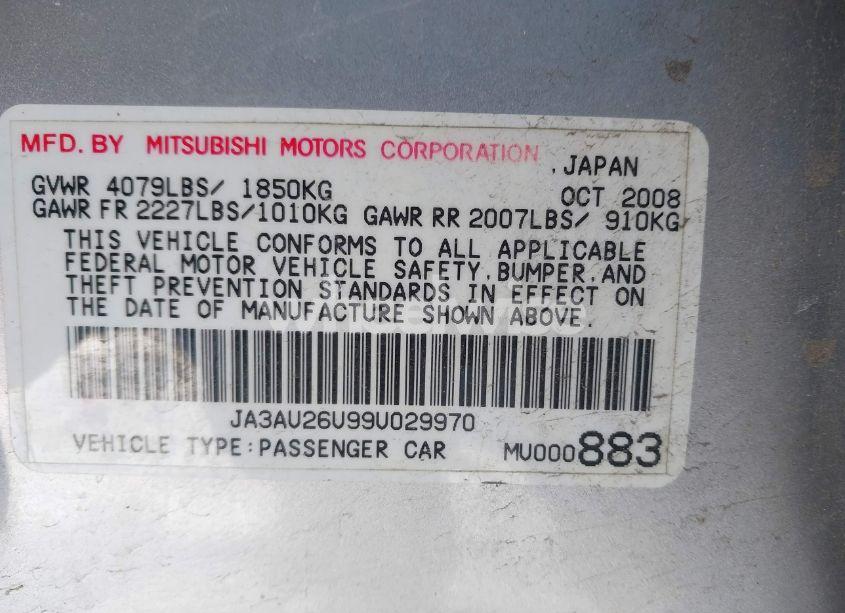 MFD. BY MITSUBISHI MOTORS CORPORATION
, JAPAN
GVWR 4079LBS/ 1850KG OCT 2008
GAWR FR 2227LBS/1010KG GAWR RR 2007LBS/ 910KG
THIS VEHICLE CONFORMS TO ALL APPLICABLE
FEDERAL MOTOR VEHICLE SAFETY, BUMPER, AND
THEFT PREVENTION STANDARDS IN EFFECT ON
THE DATE OF MANUFACTURE SHOWN ABOVE.
JA3AU26U99U029970
VEHICLE TYPE:PASSENGER CAR MU000883